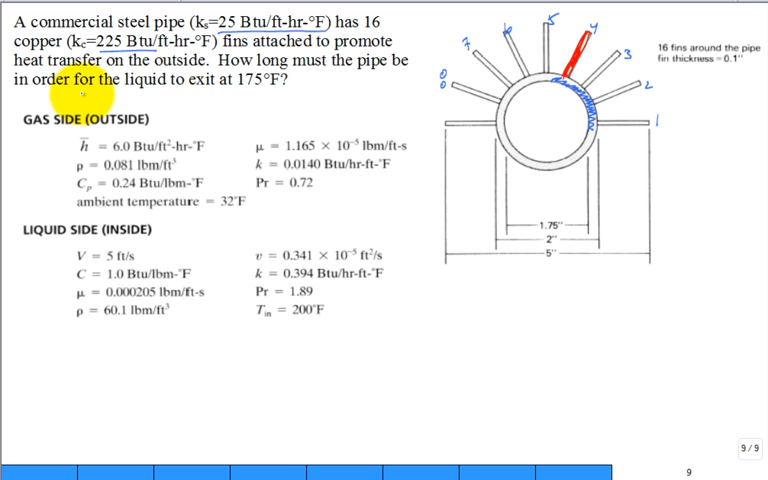 A commercial steel pipe (kₛ=25 Btu/ft-hr-°F) has 16
copper (k꜀=225 Btu/ft-hr-°F) fins attached to promote
heat transfer on the outside. How long must the pipe be
in order for the liquid to exit at 175°F?
GAS SIDE (OUTSIDE)
h̄ = 6.0 Btu/ft²-hr-°F
ρ = 0.081 lbm/ft³
Cₚ = 0.24 Btu/lbm-°F
ambient temperature = 32°F
μ = 1.165 × 10⁻⁵ lbm/ft-s
k = 0.0140 Btu/hr-ft-°F
Pr = 0.72
LIQUID SIDE (INSIDE)
V = 5 ft/s
C = 1.0 Btu/lbm-°F
μ = 0.000205 lbm/ft-s
ρ = 60.1 lbm/ft³
υ = 0.341 × 10⁻⁵ ft²/s
k = 0.394 Btu/hr-ft-°F
Pr = 1.89
Tᵢₙ = 200°F
16 fins around the pipe
fin thickness = 0.1"
8
7
6
5
4
3
2
1
1.75"
2"
5"
9/9
9